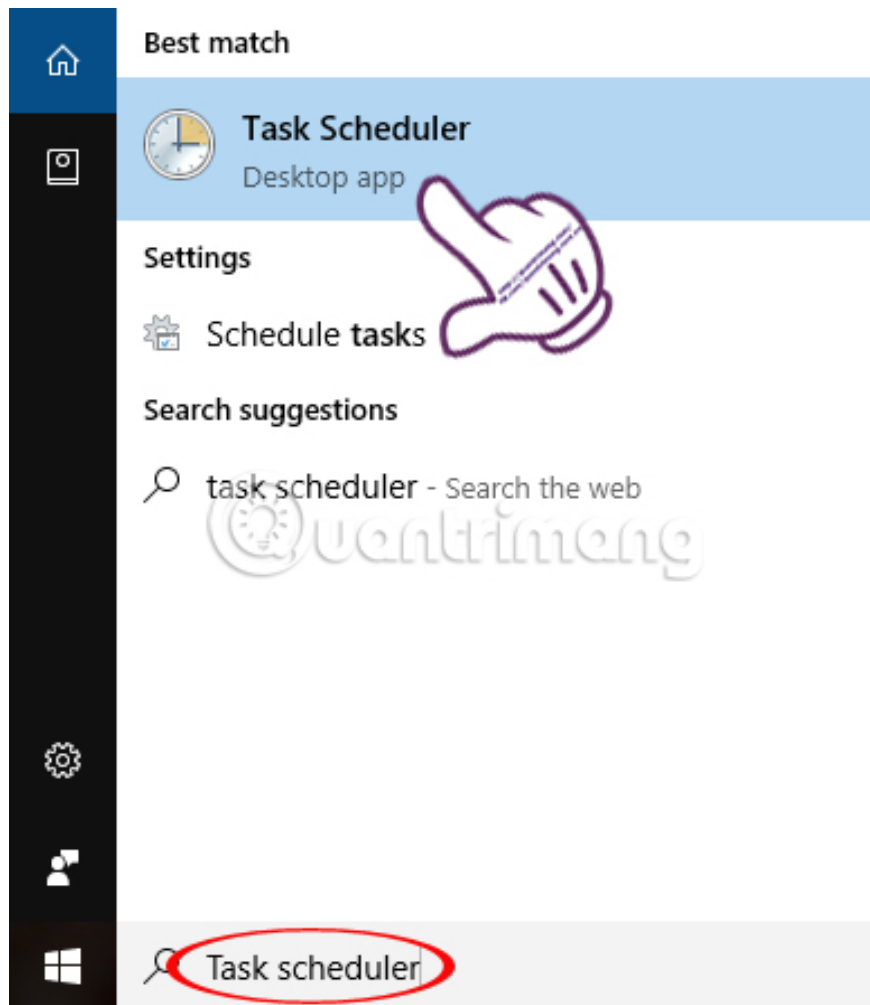 Best match
Task Scheduler
Desktop app
Settings
Schedule tasks
Search suggestions
task scheduler - Search the web
Quantrimang
Task scheduler